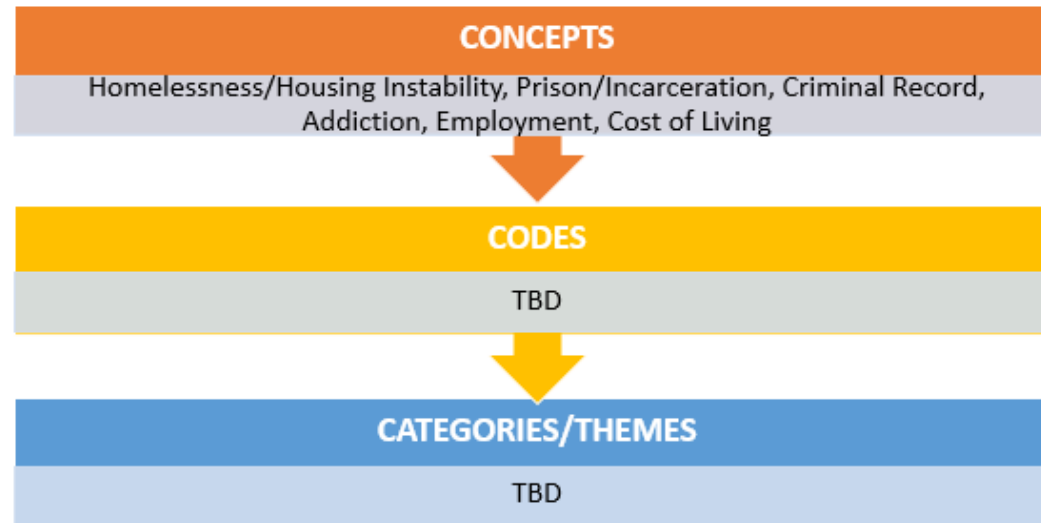 CONCEPTS
Homelessness/Housing Instability, Prison/Incarceration, Criminal Record,
Addiction, Employment, Cost of Living
CODES
TBD
CATEGORIES/THEMES
TBD